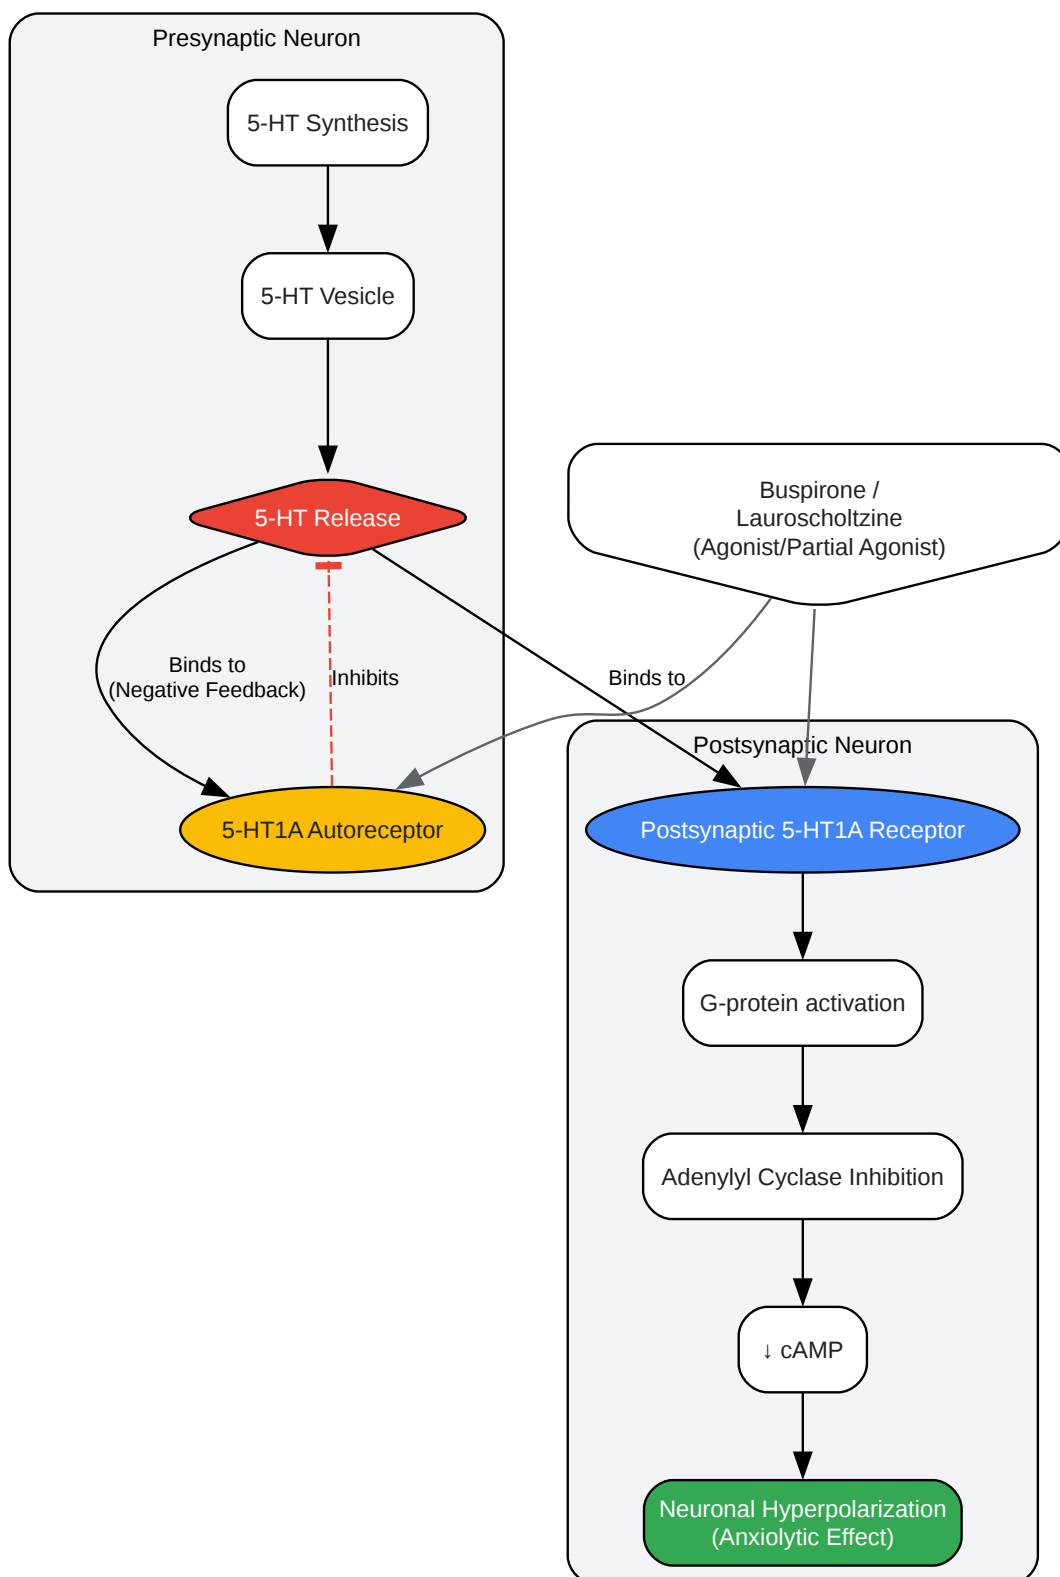 Presynaptic Neuron
5-HT Synthesis
5-HT Vesicle
5-HT Release
Buspirone /
Lauroscholtzine
(Agonist/Partial Agonist)
Binds to
(Negative Feedback)
Inhibits
Binds to
Postsynaptic Neuron
5-HT1A Autoreceptor
Postsynaptic 5-HT1A Receptor
G-protein activation
Adenylyl Cyclase Inhibition
↓ cAMP
Neuronal Hyperpolarization
(Anxiolytic Effect)